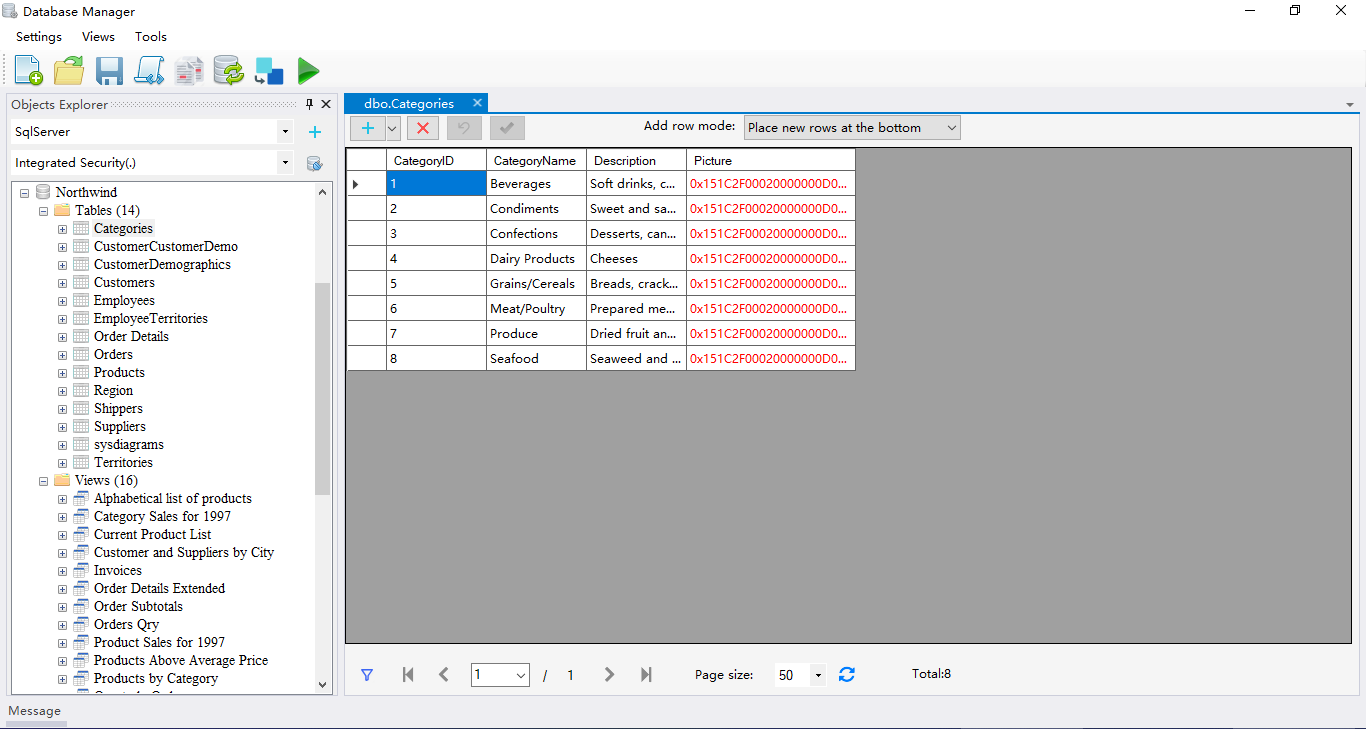 Database Manager
Settings Views Tools
Objects Explorer
SqlServer
Integrated Security(.)
Northwind
Tables (14)
Categories
CustomerCustomerDemo
CustomerDemographics
Customers
Employees
EmployeeTerritories
Order Details
Orders
Products
Region
Shippers
Suppliers
sysdiagrams
Territories
Views (16)
Alphabetical list of products
Category Sales for 1997
Current Product List
Customer and Suppliers by City
Invoices
Order Details Extended
Order Subtotals
Orders Qry
Product Sales for 1997
Products Above Average Price
Products by Category
dbo.Categories
Add row mode: Place new rows at the bottom
CategoryID CategoryName Description Picture
1 Beverages Soft drinks, c... 0x151C2F00020000000D0...
2 Condiments Sweet and sa... 0x151C2F00020000000D0...
3 Confections Desserts, can... 0x151C2F00020000000D0...
4 Dairy Products Cheeses 0x151C2F00020000000D0...
5 Grains/Cereals Breads, crack... 0x151C2F00020000000D0...
6 Meat/Poultry Prepared me... 0x151C2F00020000000D0...
7 Produce Dried fruit an... 0x151C2F00020000000D0...
8 Seafood Seaweed and ... 0x151C2F00020000000D0...
1 / 1 Page size: 50 Total:8
Message